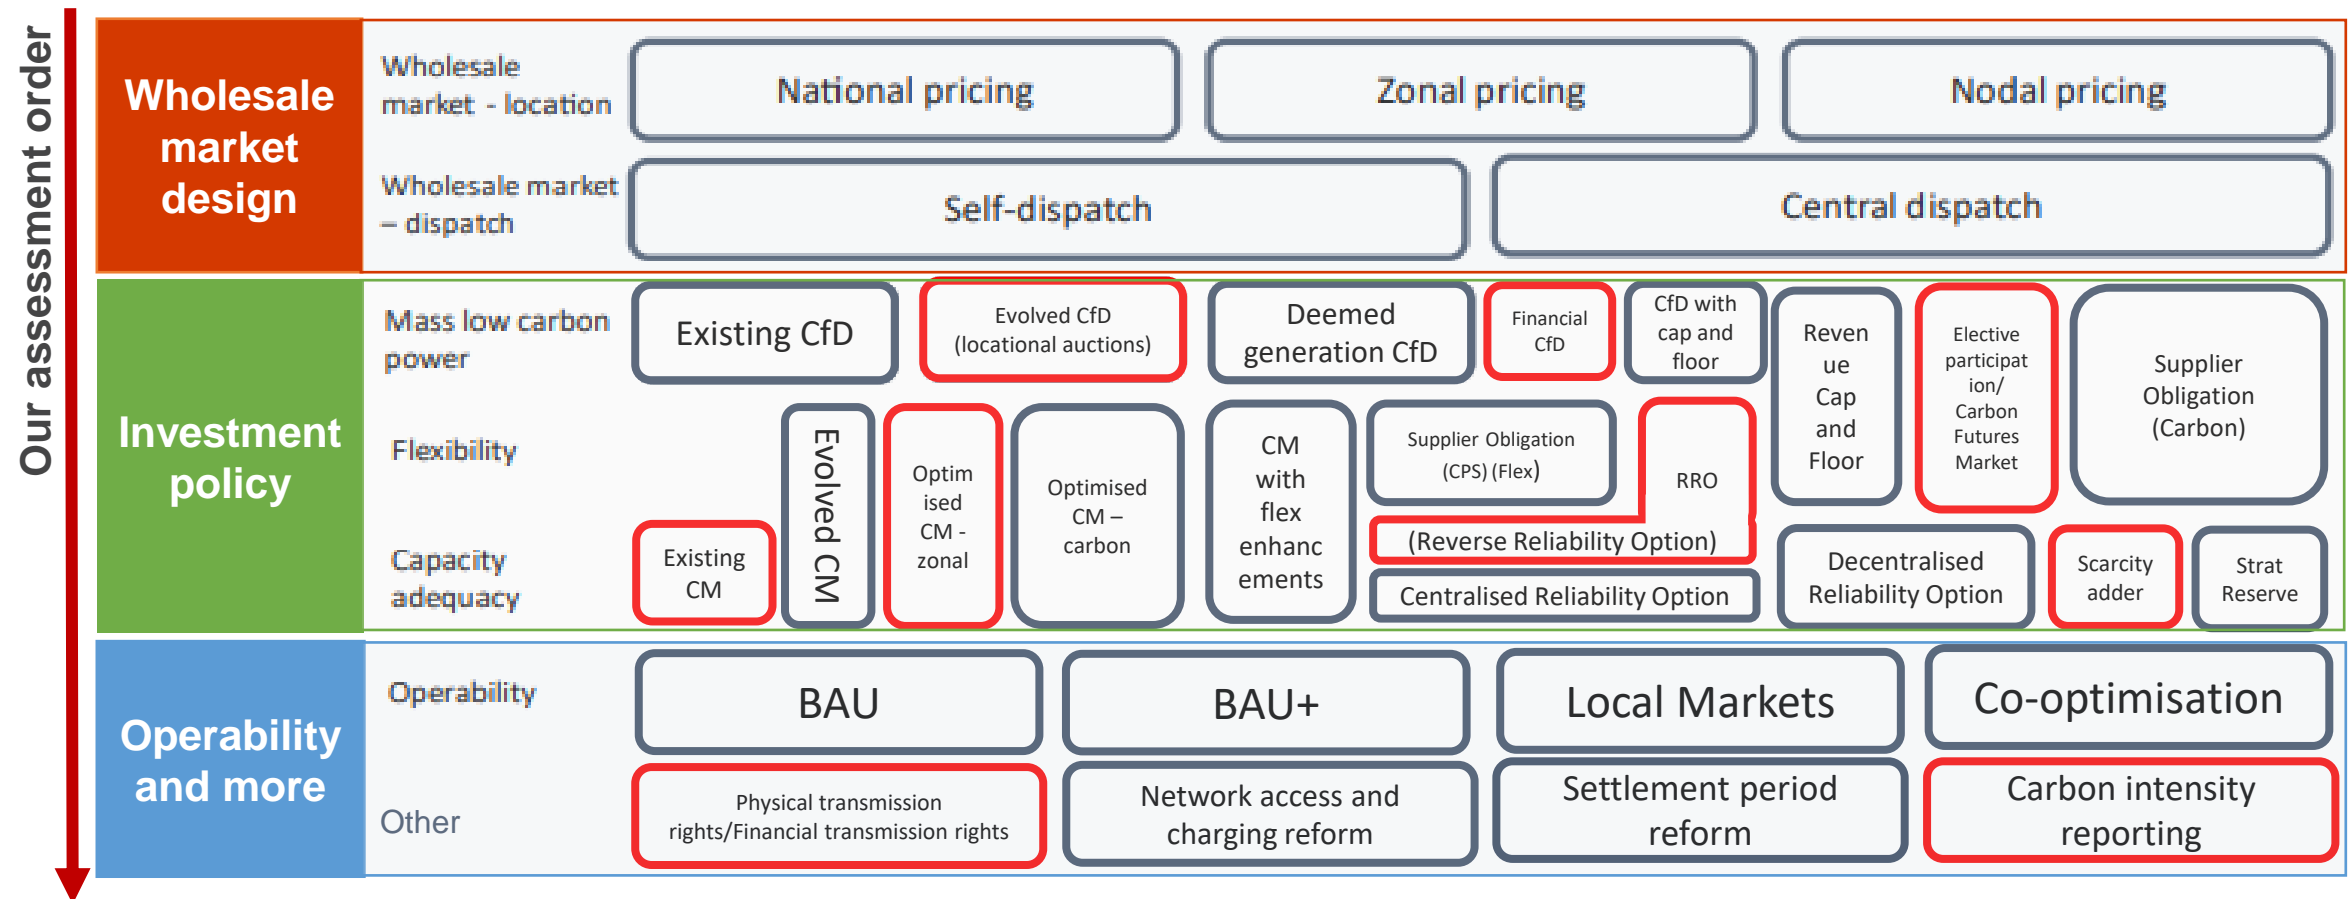 Our assessment order
Wholesale
market
design
Wholesale
market - location
National pricing
Zonal pricing
Nodal pricing
Wholesale market
– dispatch
Self-dispatch
Central dispatch
Investment
policy
Mass low carbon
power
Existing CfD
Evolved CfD
(locational auctions)
Deemed
generation CfD
Financial
CfD
CfD with
cap and
floor
Reven
ue
Cap
and
Floor
Elective
participat
ion/
Carbon
Futures
Market
Supplier
Obligation
(Carbon)
Flexibility
Evolved CM
Optim
ised
CM -
zonal
Optimised
CM –
carbon
CM
with
flex
enhanc
ements
Supplier Obligation
(CPS) (Flex)
RRO
(Reverse Reliability Option)
Capacity
adequacy
Existing
CM
Centralised Reliability Option
Decentralised
Reliability Option
Scarcity
adder
Strat
Reserve
Operability
and more
Operability
BAU
BAU+
Local Markets
Co-optimisation
Other
Physical transmission
rights/Financial transmission rights
Network access and
charging reform
Settlement period
reform
Carbon intensity
reporting